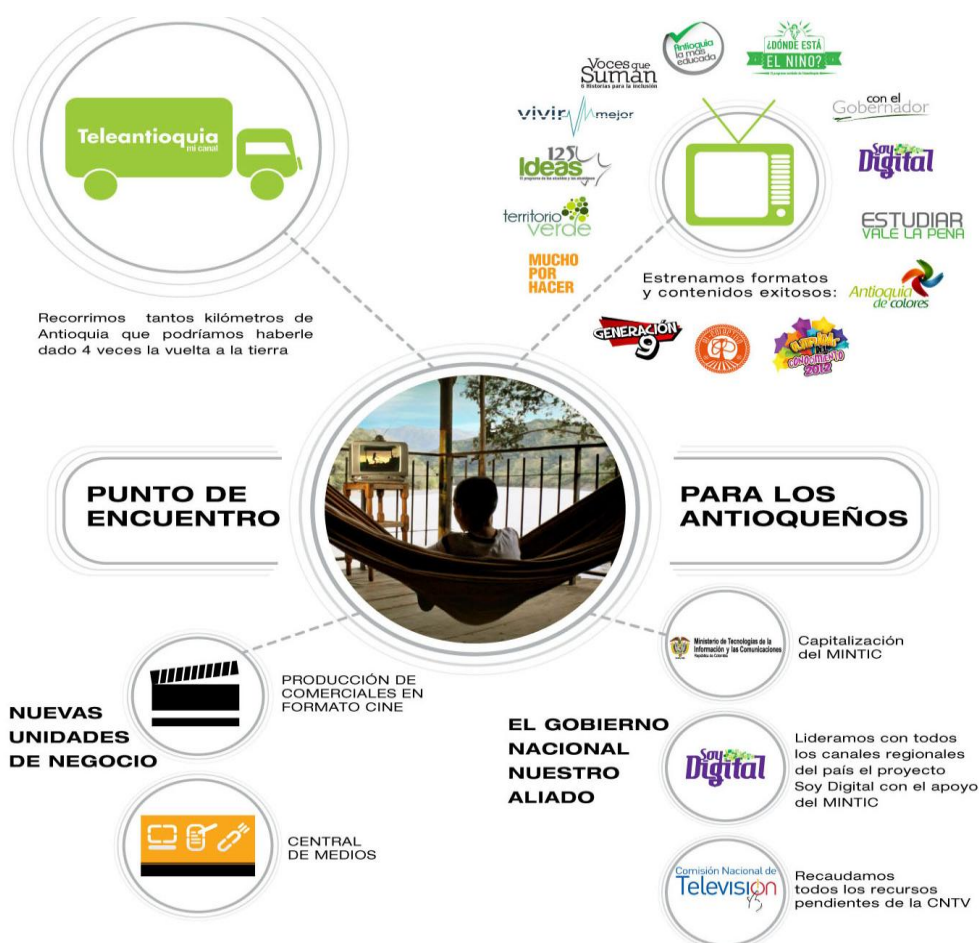 Teleantioquia
mi canal
Recorrimos tantos kilómetros de
Antioquia que podríamos haberle
dado 4 veces la vuelta a la tierra
Antioquia
la más
educada
¿DÓNDE ESTÁ
EL NIÑO?
Voces que
Suman
con el
Gobernador
vivir mejor
Soy
Digital
125
Ideas
territorio
verde
ESTUDIAR
VALE LA PENA
MUCHO
POR
HACER
Estrenamos formatos
y contenidos exitosos:
Antioquia
de colores
GENERACIÓN
9
CONOCIMIENTO
2012
PUNTO DE
ENCUENTRO
PARA LOS
ANTIOQUEÑOS
NUEVAS
UNIDADES
DE NEGOCIO
PRODUCCIÓN DE
COMERCIALES EN
FORMATO CINE
CENTRAL
DE MEDIOS
EL GOBIERNO
NACIONAL
NUESTRO
ALIADO
Ministerio de Tecnologías de la
Información y las Comunicaciones
República de Colombia
Capitalización
del MINTIC
Soy
Digital
Lideramos con todos
los canales regionales
del país el proyecto
Soy Digital con el apoyo
del MINTIC
Comisión Nacional de
Televisión
Recaudamos
todos los recursos
pendientes de la CNTV